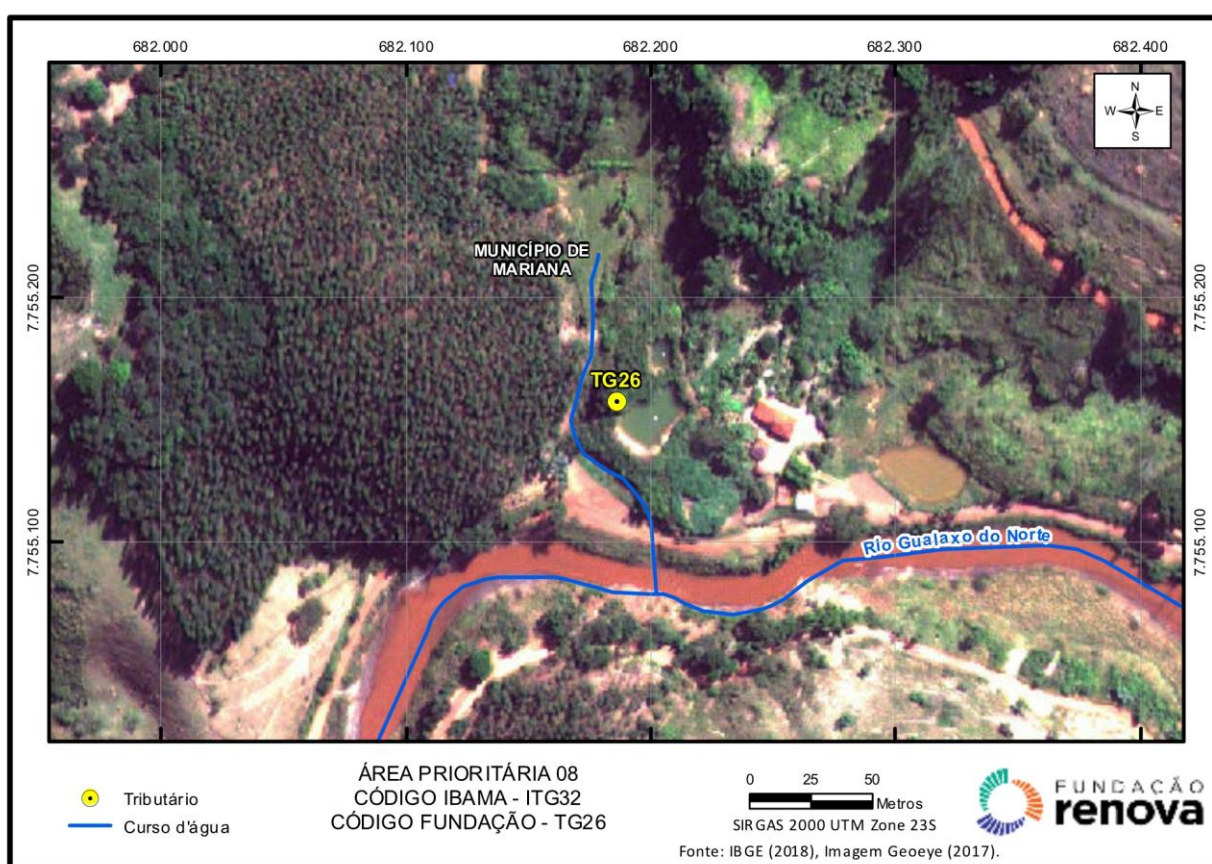 682.000 682.100 682.200 682.300 682.400
N
W E
S
MUNICÍPIO DE
MARIANA
7.755.200 7.755.200
TG26
7.755.100 7.755.100
Rio Gualaxo do Norte
Tributário
Curso d'água
ÁREA PRIORITÁRIA 08
CÓDIGO IBAMA - ITG32
CÓDIGO FUNDAÇÃO - TG26
0 25 50
Metros
SIRGAS 2000 UTM Zone 23S
Fonte: IBGE (2018), Imagem Geoeye (2017).
FUNDAÇÃO
renova